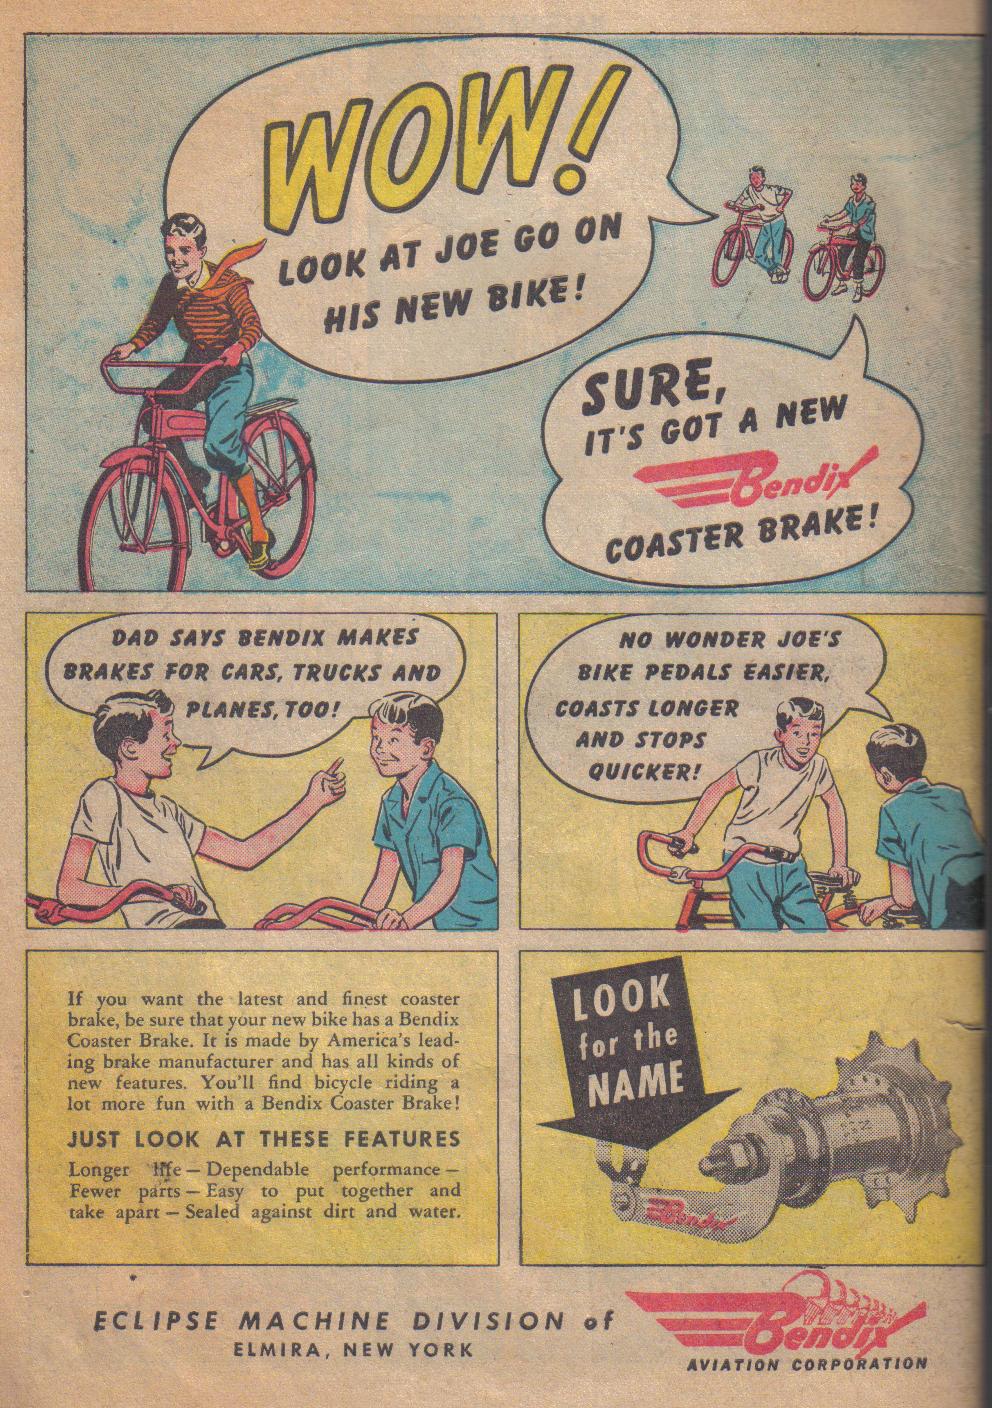 WOW!
LOOK AT JOE GO ON
HIS NEW BIKE!
SURE,
IT'S GOT A NEW
Bendix
COASTER BRAKE!
DAD SAYS BENDIX MAKES
BRAKES FOR CARS, TRUCKS AND
PLANES, TOO!
NO WONDER JOE'S
BIKE PEDALS EASIER,
COASTS LONGER
AND STOPS
QUICKER!
If you want the latest and finest coaster
brake, be sure that your new bike has a Bendix
Coaster Brake. It is made by America's lead-
ing brake manufacturer and has all kinds of
new features. You'll find bicycle riding a
lot more fun with a Bendix Coaster Brake!
JUST LOOK AT THESE FEATURES
Longer life — Dependable performance —
Fewer parts — Easy to put together and
take apart — Sealed against dirt and water.
LOOK
for the
NAME
Bendix
ECLIPSE MACHINE DIVISION of
ELMIRA, NEW YORK
Bendix
AVIATION CORPORATION